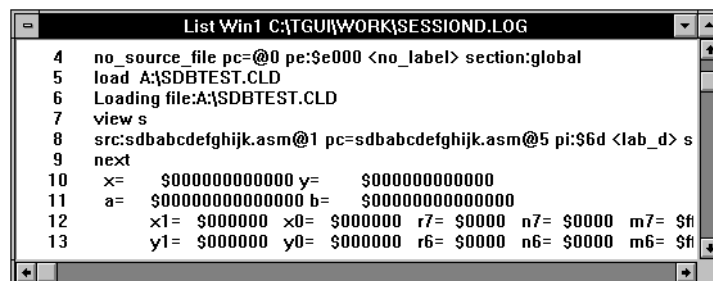 List Win1 C:\TGUI\WORK\SESSIOND.LOG
4 no_source_file pc=@0 pe:$e000 <no_label> section:global
5 load A:\SDBTEST.CLD
6 Loading file:A:\SDBTEST.CLD
7 view s
8 src:sdbabcdefghijk.asm@1 pc=sdbabcdefghijk.asm@5 pi:$6d <lab_d> s
9 next
10 x= $000000000000 y= $000000000000
11 a= $00000000000000 b= $00000000000000
12 x1= $000000 x0= $000000 r7= $0000 n7= $0000 m7= $ff
13 y1= $000000 y0= $000000 r6= $0000 n6= $0000 m6= $ff